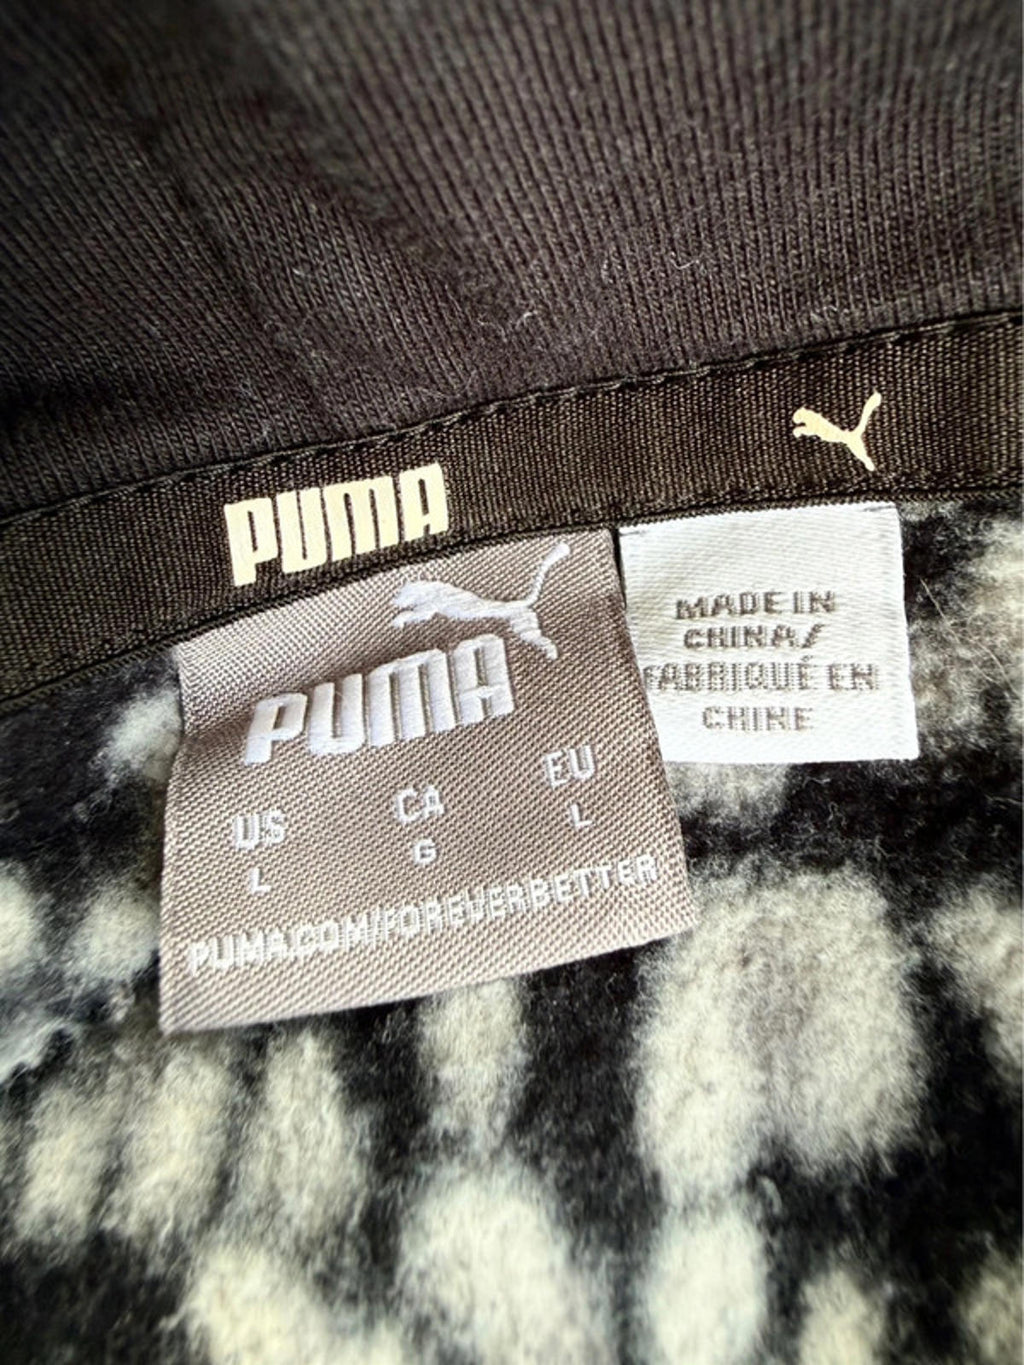 PUMA
PUMA
US CA EU
L G L
PUMA.COM/FOREVERBETTER
MADE IN
CHINA/
FABRIQUÉ EN
CHINE